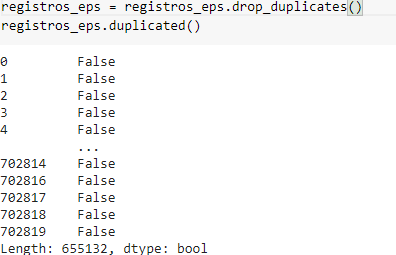 registros_eps = registros_eps.drop_duplicates()
registros_eps.duplicated()
0 False
1 False
2 False
3 False
4 False
...
702814 False
702816 False
702817 False
702818 False
702819 False
Length: 655132, dtype: bool